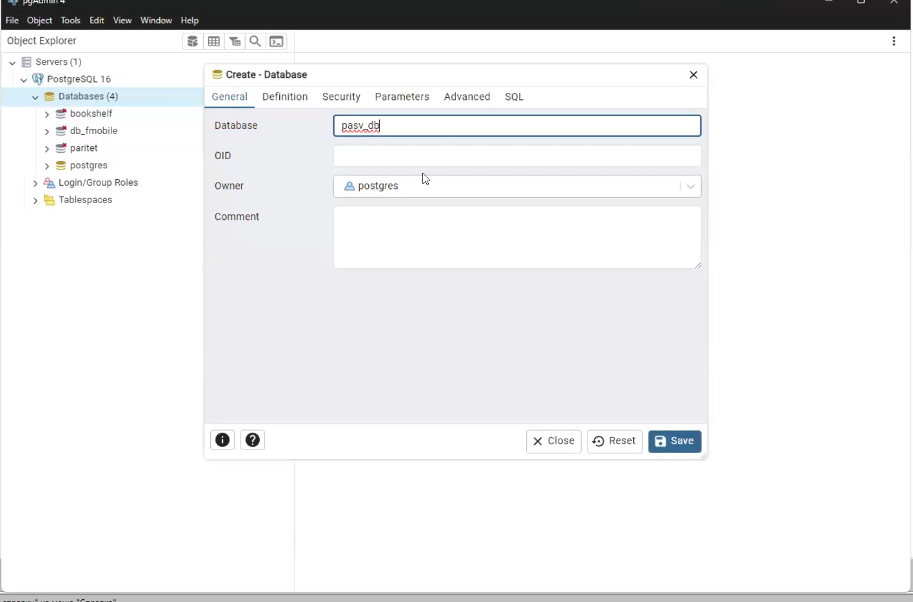 pgAdmin 4
File Object Tools Edit View Window Help
Object Explorer
Servers (1)
PostgreSQL 16
Databases (4)
bookshelf
db_fmobile
paritet
postgres
Login/Group Roles
Tablespaces
Create - Database
General Definition Security Parameters Advanced SQL
Database pasv_db
OID
Owner postgres
Comment
Close Reset Save